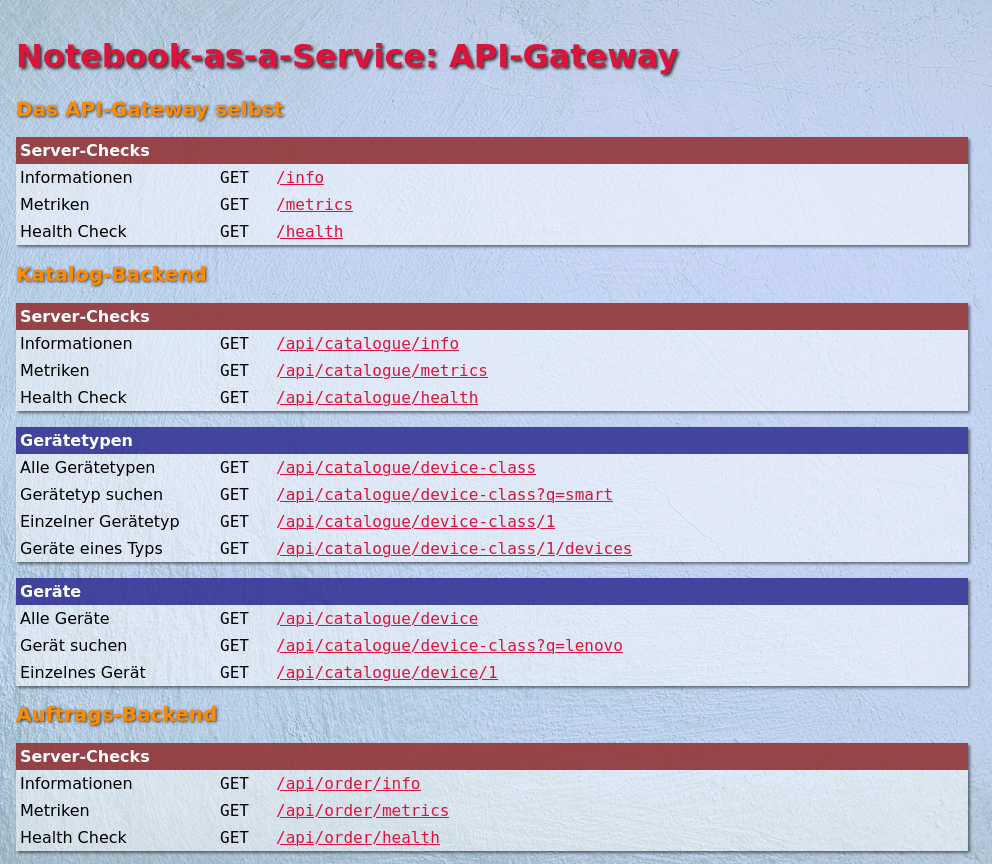 Notebook-as-a-Service: API-Gateway
Das API-Gateway selbst
Server-Checks
Informationen GET /info
Metriken GET /metrics
Health Check GET /health
Katalog-Backend
Server-Checks
Informationen GET /api/catalogue/info
Metriken GET /api/catalogue/metrics
Health Check GET /api/catalogue/health
Gerätetypen
Alle Gerätetypen GET /api/catalogue/device-class
Gerätetyp suchen GET /api/catalogue/device-class?q=smart
Einzelner Gerätetyp GET /api/catalogue/device-class/1
Geräte eines Typs GET /api/catalogue/device-class/1/devices
Geräte
Alle Geräte GET /api/catalogue/device
Gerät suchen GET /api/catalogue/device-class?q=lenovo
Einzelnes Gerät GET /api/catalogue/device/1
Auftrags-Backend
Server-Checks
Informationen GET /api/order/info
Metriken GET /api/order/metrics
Health Check GET /api/order/health